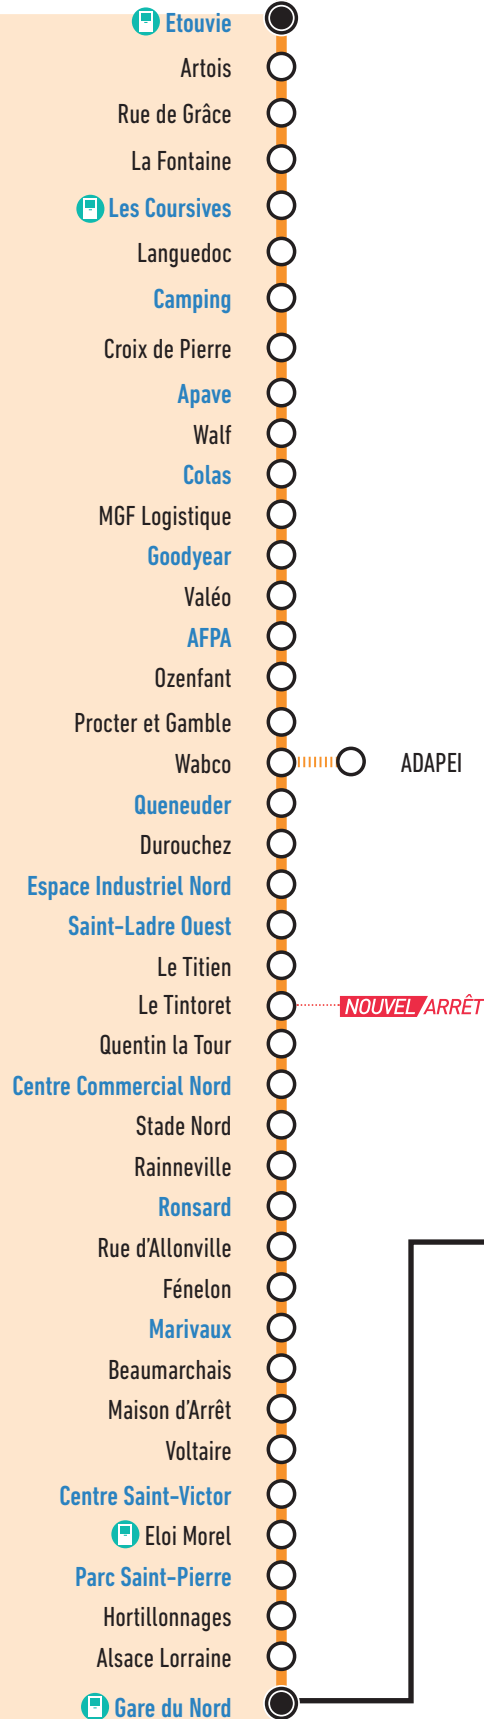 Etouvie
Artois
Rue de Grâce
La Fontaine
Les Coursives
Languedoc
Camping
Croix de Pierre
Apave
Walf
Colas
MGF Logistique
Goodyear
Valéo
AFPA
Ozenfant
Procter et Gamble
Wabco ADAPEI
Queneuder
Durouchez
Espace Industriel Nord
Saint-Ladre Ouest
Le Titien
Le Tintoret NOUVEL ARRÊT
Quentin la Tour
Centre Commercial Nord
Stade Nord
Rainneville
Ronsard
Rue d'Allonville
Fénelon
Marivaux
Beaumarchais
Maison d'Arrêt
Voltaire
Centre Saint-Victor
Eloi Morel
Parc Saint-Pierre
Hortillonnages
Alsace Lorraine
Gare du Nord